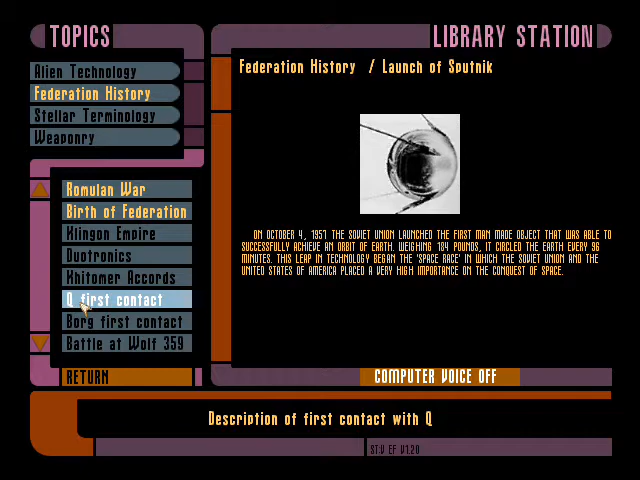 TOPICS
LIBRARY STATION
Alien Technology
Federation History
Stellar Terminology
Weaponry
Romulan War
Birth of Federation
Klingon Empire
Duotronics
Khitomer Accords
Q first contact
Borg first contact
Battle at Wolf 359
RETURN
Federation History / Launch of Sputnik
ON OCTOBER 4, 1957 THE SOVIET UNION LAUNCHED THE FIRST MAN MADE OBJECT THAT WAS ABLE TO
SUCCESSFULLY ACHIEVE AN ORBIT OF EARTH. WEIGHING 184 POUNDS, IT CIRCLED THE EARTH EVERY 96
MINUTES. THIS LEAP IN TECHNOLOGY BEGAN THE 'SPACE RACE' IN WHICH THE SOVIET UNION AND THE
UNITED STATES OF AMERICA PLACED A VERY HIGH IMPORTANCE ON THE CONQUEST OF SPACE.
COMPUTER VOICE OFF
Description of first contact with Q
ST:V EF V1.20